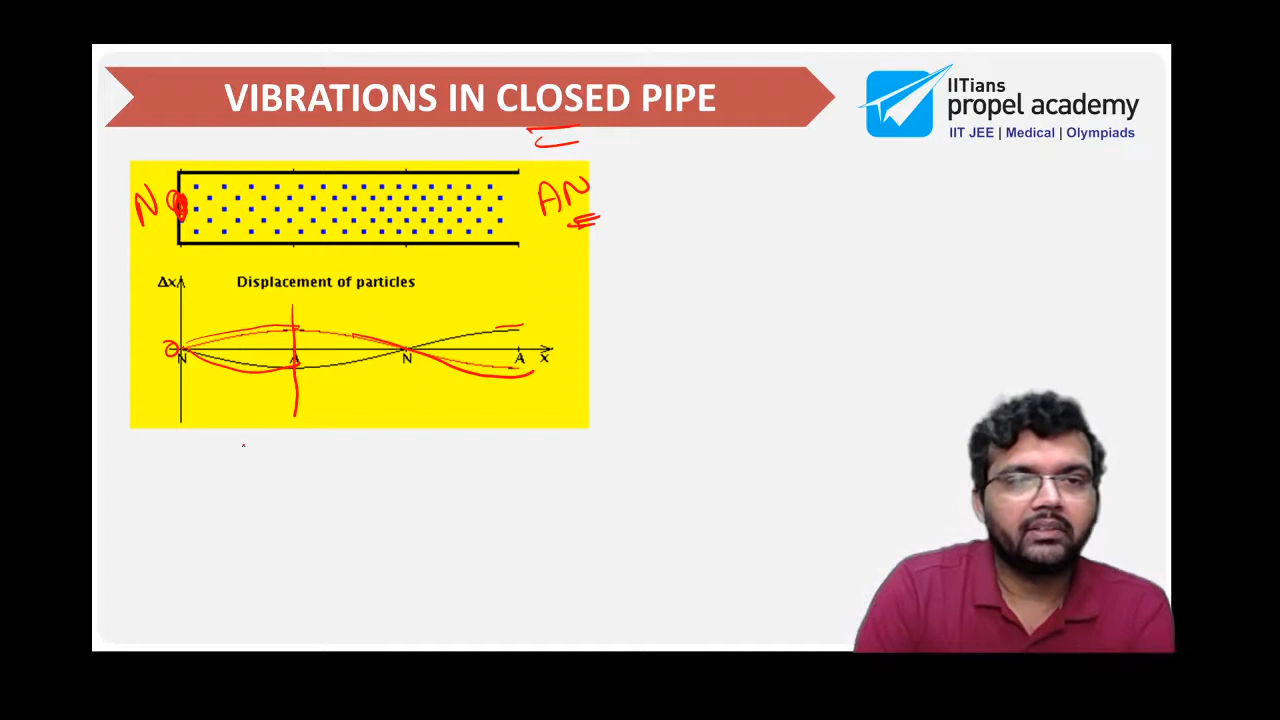 VIBRATIONS IN CLOSED PIPE
IITians
propel academy
IIT JEE | Medical | Olympiads
N
AN
Δx
Displacement of particles
N A N A x